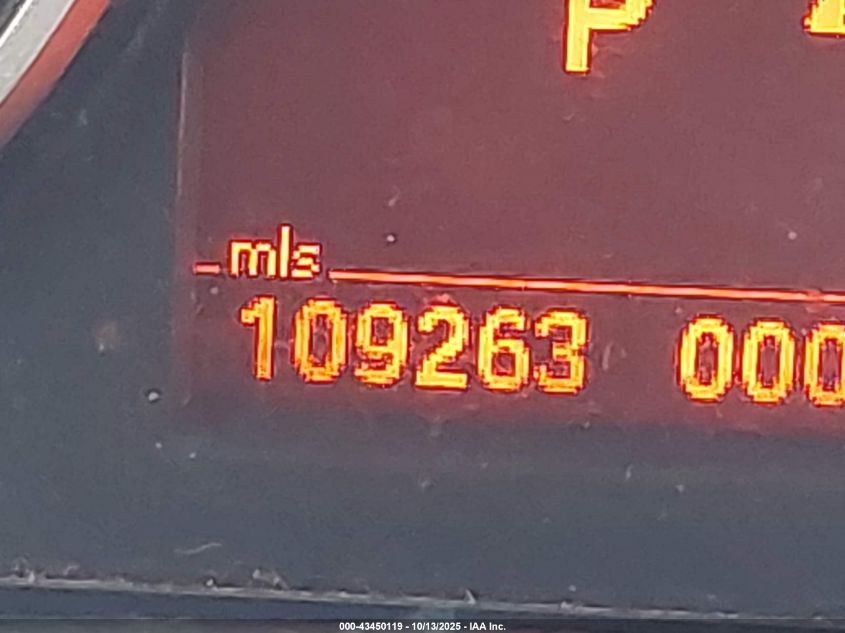 P
mls
109263 000
000-43450119 - 10/13/2025 - IAA Inc.